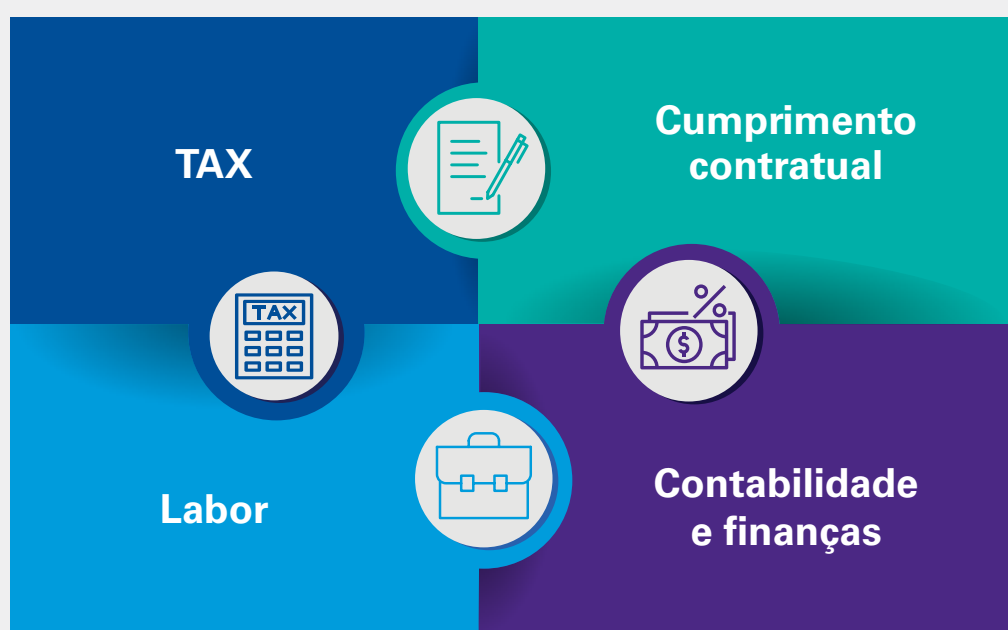 TAX
Cumprimento
contratual
TAX
Labor
Contabilidade
e finanças